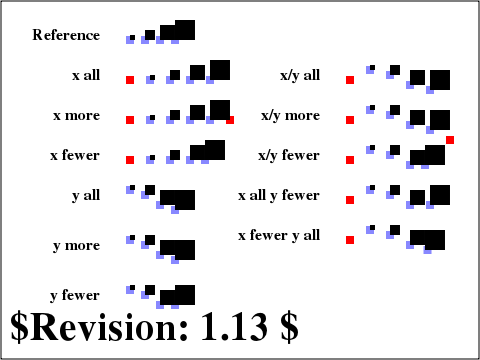 Reference
x all
x more
x fewer
y all
y more
y fewer
x/y all
x/y more
x/y fewer
x all y fewer
x fewer y all
$Revision: 1.13 $